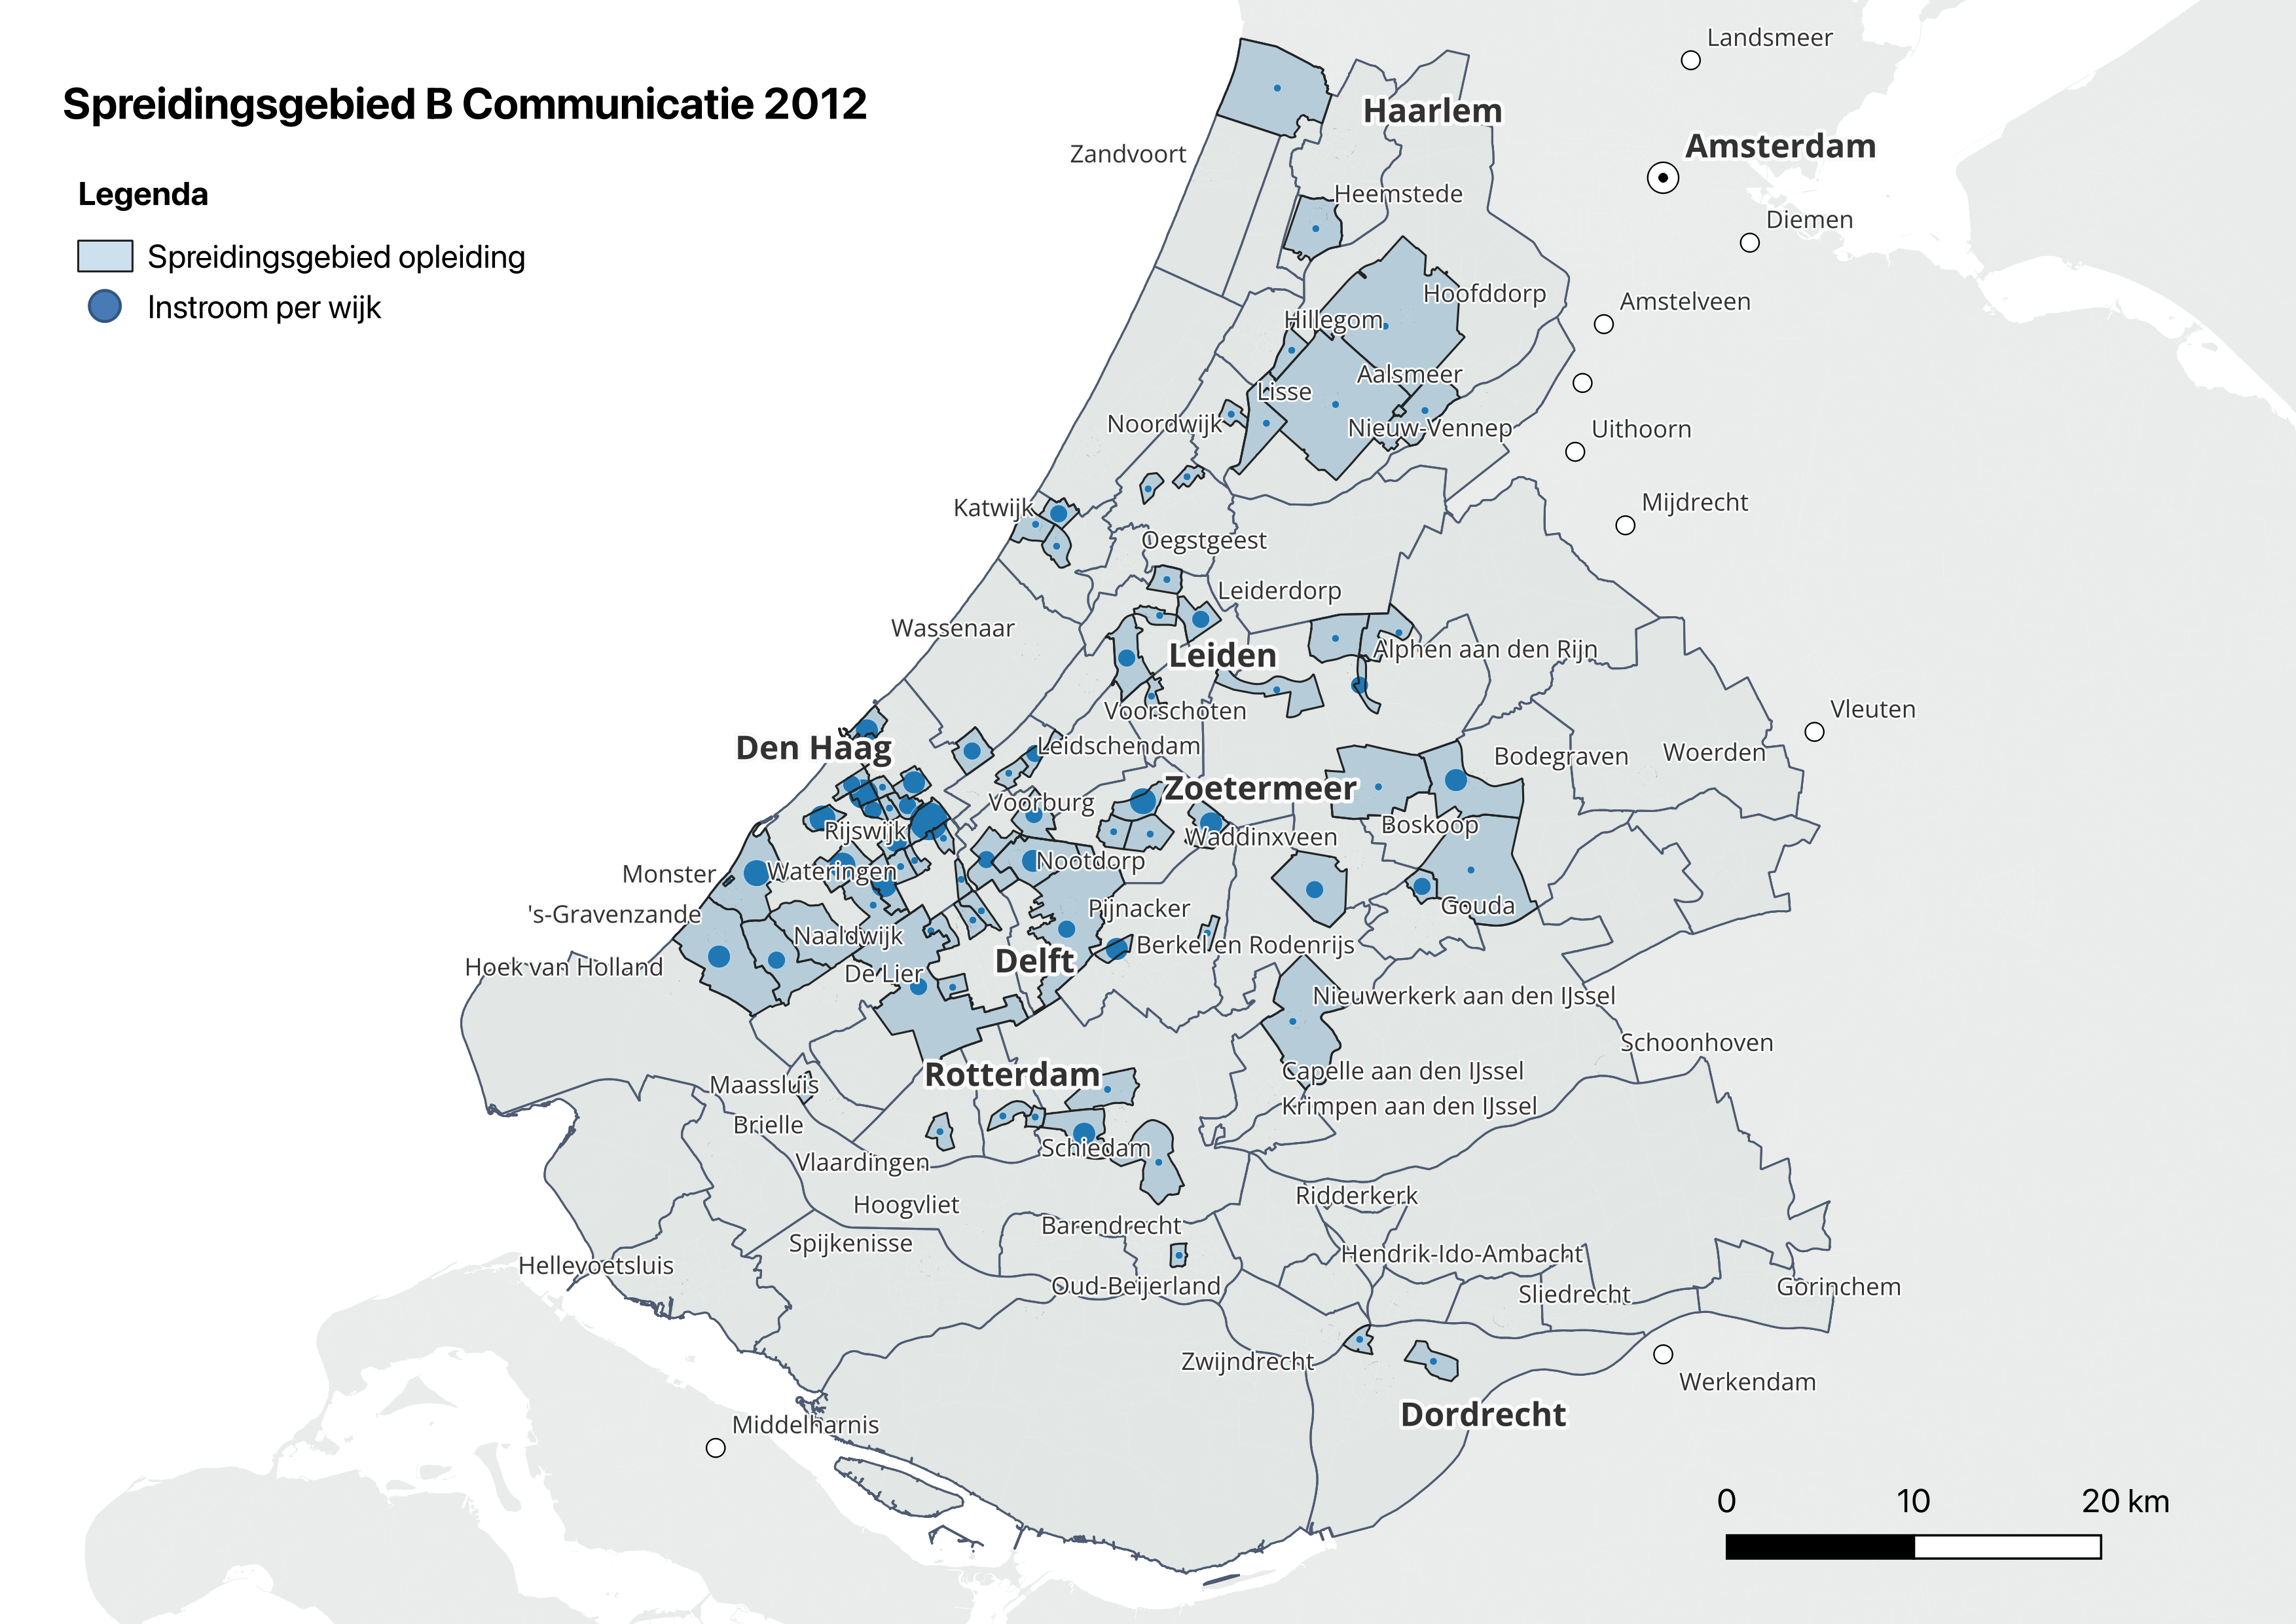 Spreidingsgebied B Communicatie 2012
Legenda
Spreidingsgebied opleiding
Instroom per wijk
Landsmeer
Haarlem
Amsterdam
Zandvoort
Heemstede
Diemen
Hoofddorp
Amstelveen
Hillegom
Aalsmeer
Lisse
Noordwijk
Nieuw-Vennep
Uithoorn
Katwijk
Mijdrecht
Oegstgeest
Leiderdorp
Wassenaar
Leiden
Alphen aan den Rijn
Voorschoten
Vleuten
Den Haag
Leidschendam
Bodegraven
Woerden
Zoetermeer
Voorburg
Rijswijk
Boskoop
Waddinxveen
Nootdorp
Monster
Wateringen
's-Gravenzande
Pijnacker
Gouda
Naaldwijk
Berkel en Rodenrijs
Hoek van Holland
De Lier
Delft
Nieuwerkerk aan den IJssel
Schoonhoven
Rotterdam
Capelle aan den IJssel
Maassluis
Krimpen aan den IJssel
Brielle
Schiedam
Vlaardingen
Ridderkerk
Hoogvliet
Barendrecht
Spijkenisse
Hendrik-Ido-Ambacht
Hellevoetsluis
Oud-Beijerland
Sliedrecht
Gorinchem
Zwijndrecht
Werkendam
Dordrecht
Middelharnis
0 10 20 km